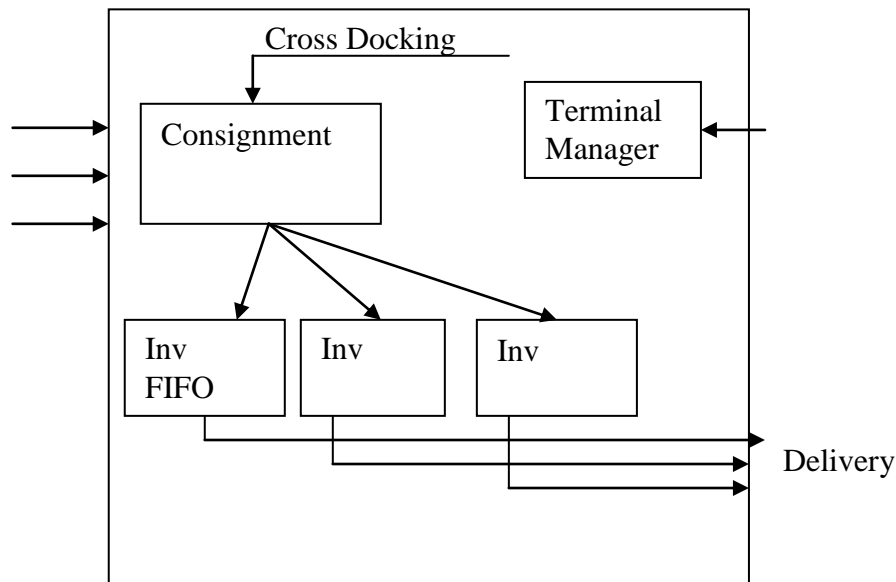 Cross Docking
Consignment
Terminal
Manager
Inv
FIFO
Inv
Inv
Delivery